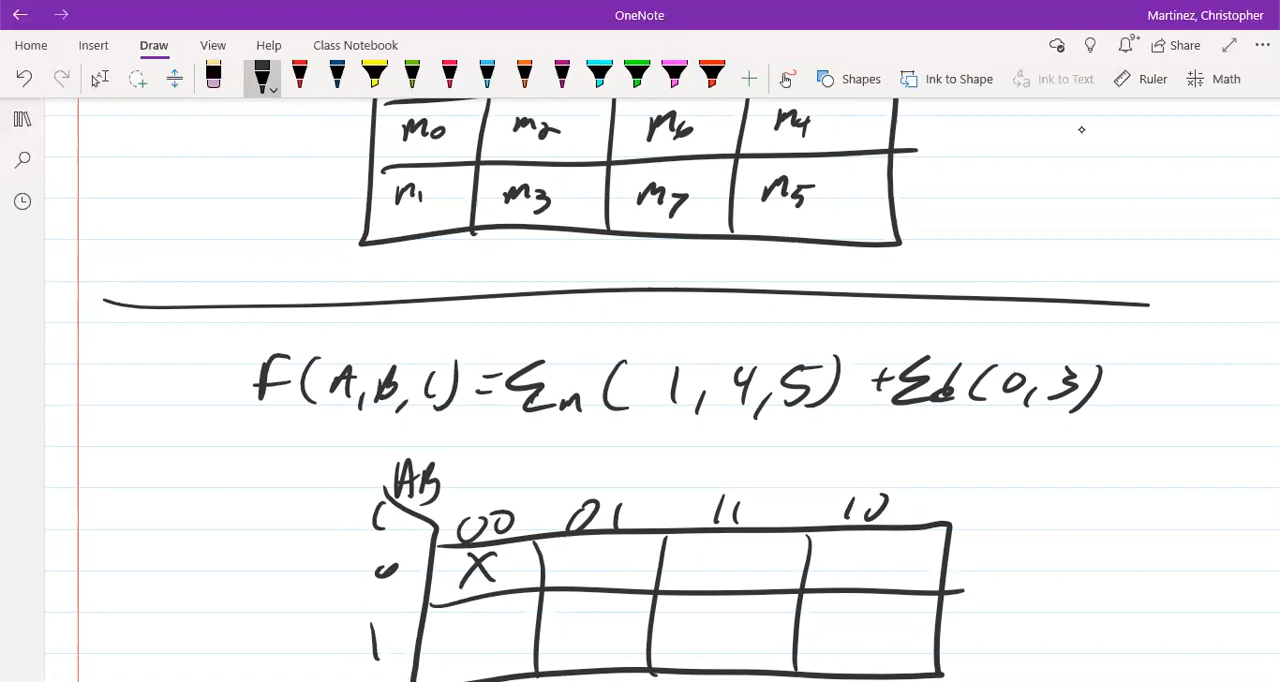 OneNote
Martínez, Christopher
Home Insert Draw View Help Class Notebook Share
Shapes Ink to Shape Ink to Text Ruler Math
m0 m2 m6 m4
m1 m3 m7 m5
F(A,B,C) = Σm(1,4,5) + Σd(0,3)
AB
C 00 01 11 10
0 X
1